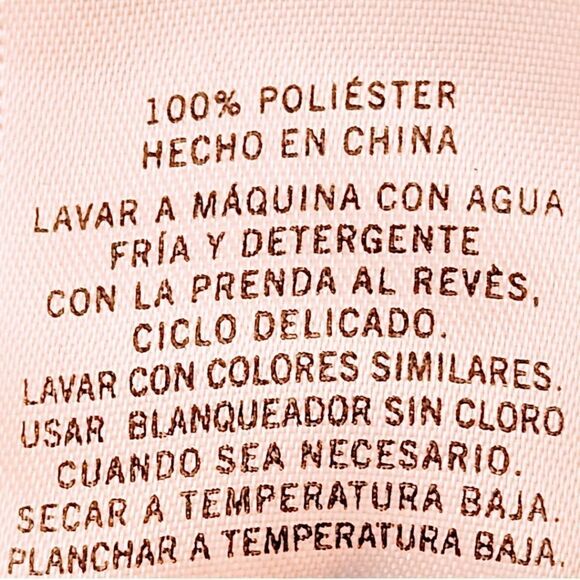 100% POLIÉSTER
HECHO EN CHINA
LAVAR A MÁQUINA CON AGUA
FRÍA Y DETERGENTE
CON LA PRENDA AL REVÈS,
CICLO DELICADO.
LAVAR CON COLORES SIMILARES.
USAR BLANQUEADOR SIN CLORO
CUANDO SEA NECESARIO.
SECAR A TEMPERATURA BAJA.
PLANCHAR A TEMPERATURA BAJA.